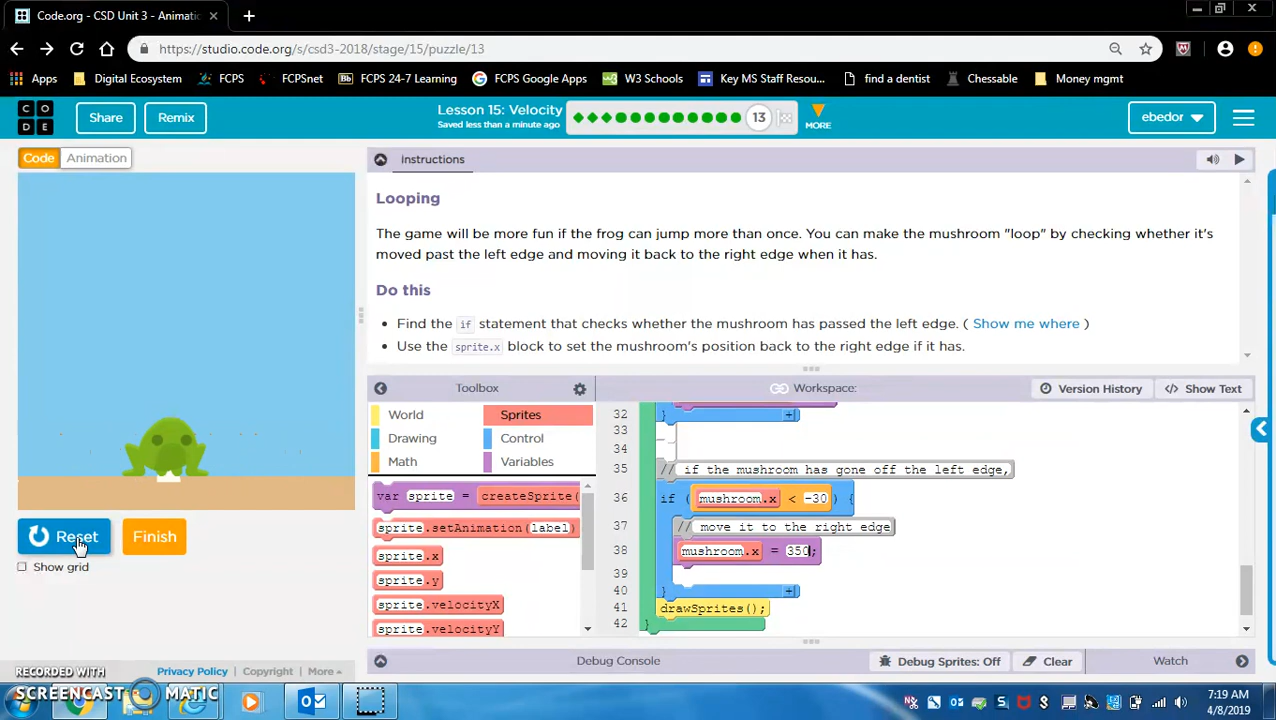 Code.org - CSD Unit 3 - Animatio
https://studio.code.org/s/csd3-2018/stage/15/puzzle/13
Apps
Digital Ecosystem
FCPS
FCPSnet
Bb FCPS 24-7 Learning
FCPS Google Apps
W3 Schools
Key MS Staff Resou...
find a dentist
Chessable
Money mgmt
C O
D E
Share
Remix
Lesson 15: Velocity
Saved less than a minute ago
13
MORE
ebedor
Code
Animation
Instructions
Looping
The game will be more fun if the frog can jump more than once. You can make the mushroom "loop" by checking whether it's
moved past the left edge and moving it back to the right edge when it has.
Do this
Find the if statement that checks whether the mushroom has passed the left edge. ( Show me where )
Use the sprite.x block to set the mushroom's position back to the right edge if it has.
Toolbox
Workspace:
Version History
</> Show Text
World
Sprites
Drawing
Control
Math
Variables
var sprite = createSprite(
sprite.setAnimation(label)
sprite.x
sprite.y
sprite.velocityX
sprite.velocityY
32 }
33
34
35 // if the mushroom has gone off the left edge,
36 if ( mushroom.x < -30 ) {
37 // move it to the right edge
38 mushroom.x = 350;
39
40 }
41 drawSprites();
42 }
Reset
Finish
Show grid
Debug Console
Debug Sprites: Off
Clear
Watch
Privacy Policy
Copyright
More
RECORDED WITH
SCREENCAST MATIC
7:19 AM
4/8/2019